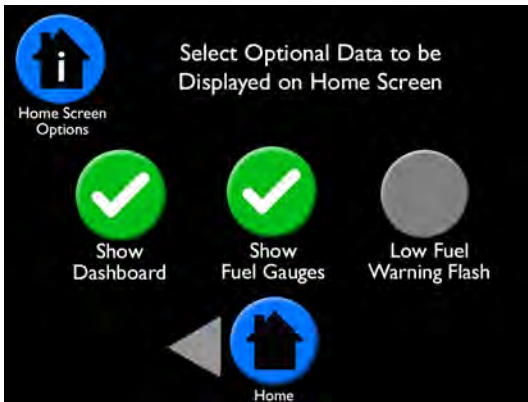 i
Select Optional Data to be
Displayed on Home Screen
Home Screen
Options
Show
Dashboard
Show
Fuel Gauges
Low Fuel
Warning Flash
Home